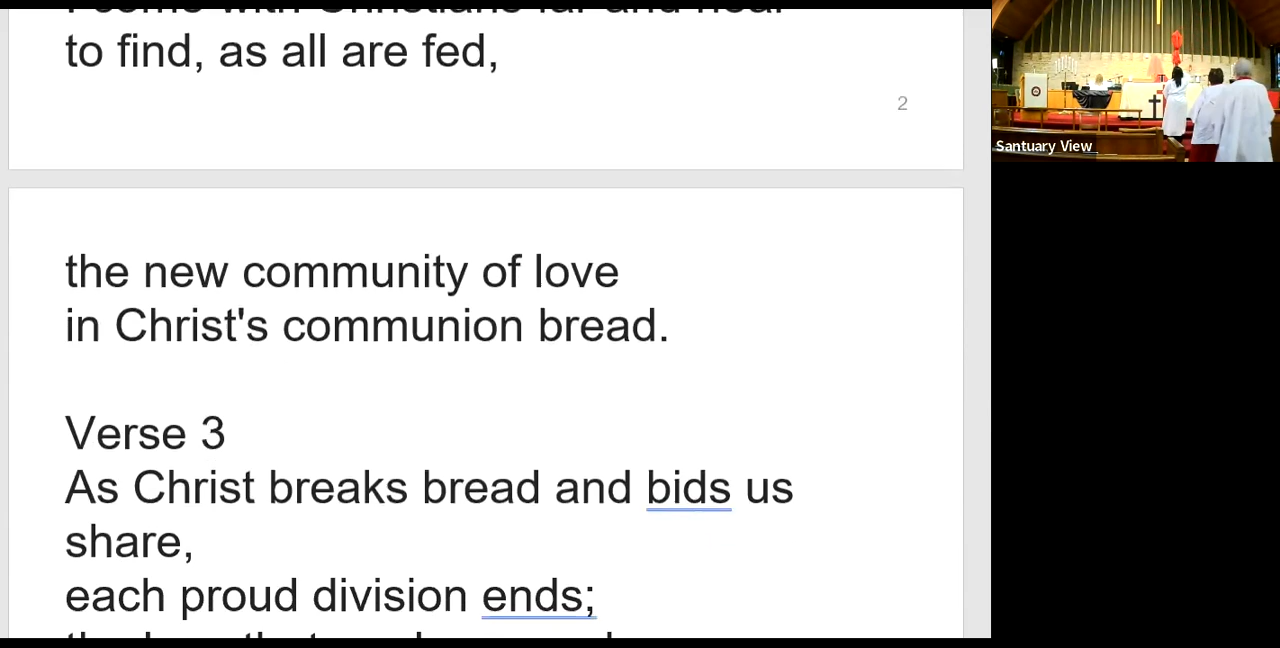 to find, as all are fed,
2
the new community of love
in Christ's communion bread.
Verse 3
As Christ breaks bread and bids us
share,
each proud division ends;
Santuary View